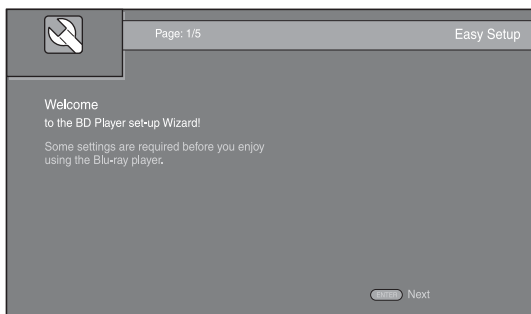 Page: 1/5
Easy Setup
Welcome
to the BD Player set-up Wizard!
Some settings are required before you enjoy
using the Blu-ray player.
ENTER Next